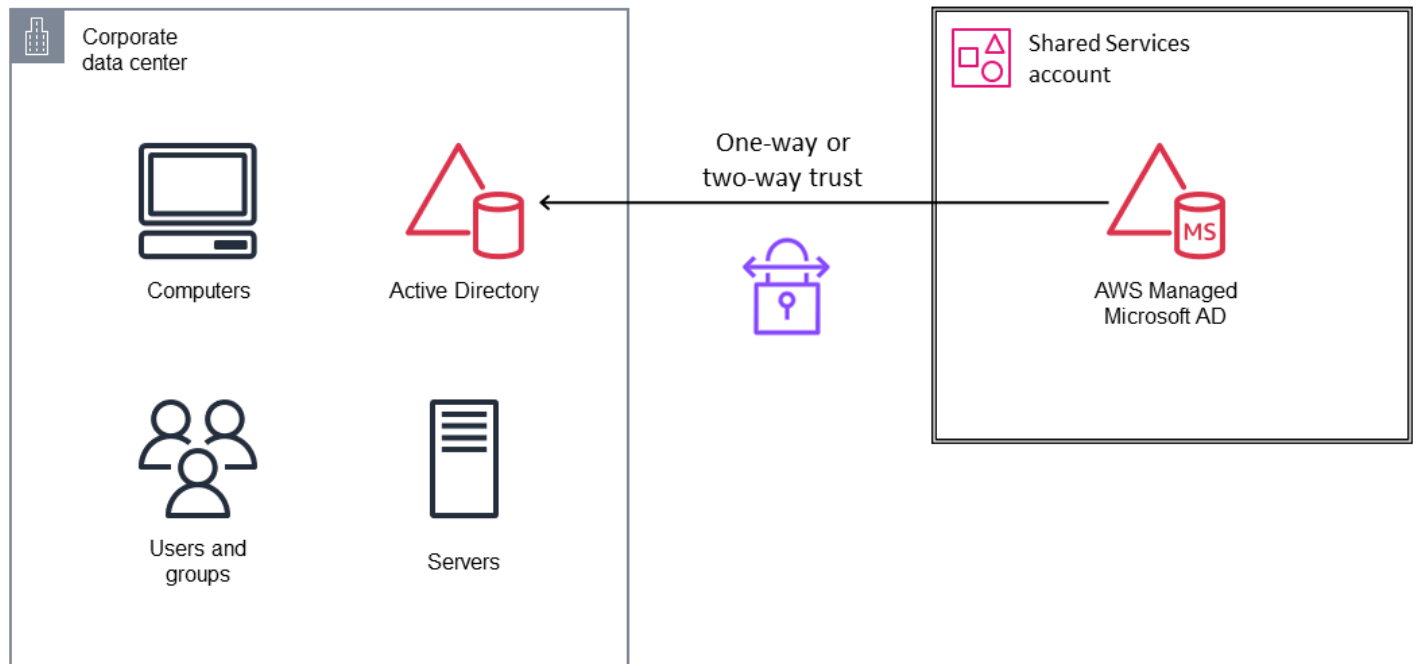 Corporate
data center
Shared Services
account
One-way or
two-way trust
MS
Computers
Active Directory
AWS Managed
Microsoft AD
Users and
groups
Servers